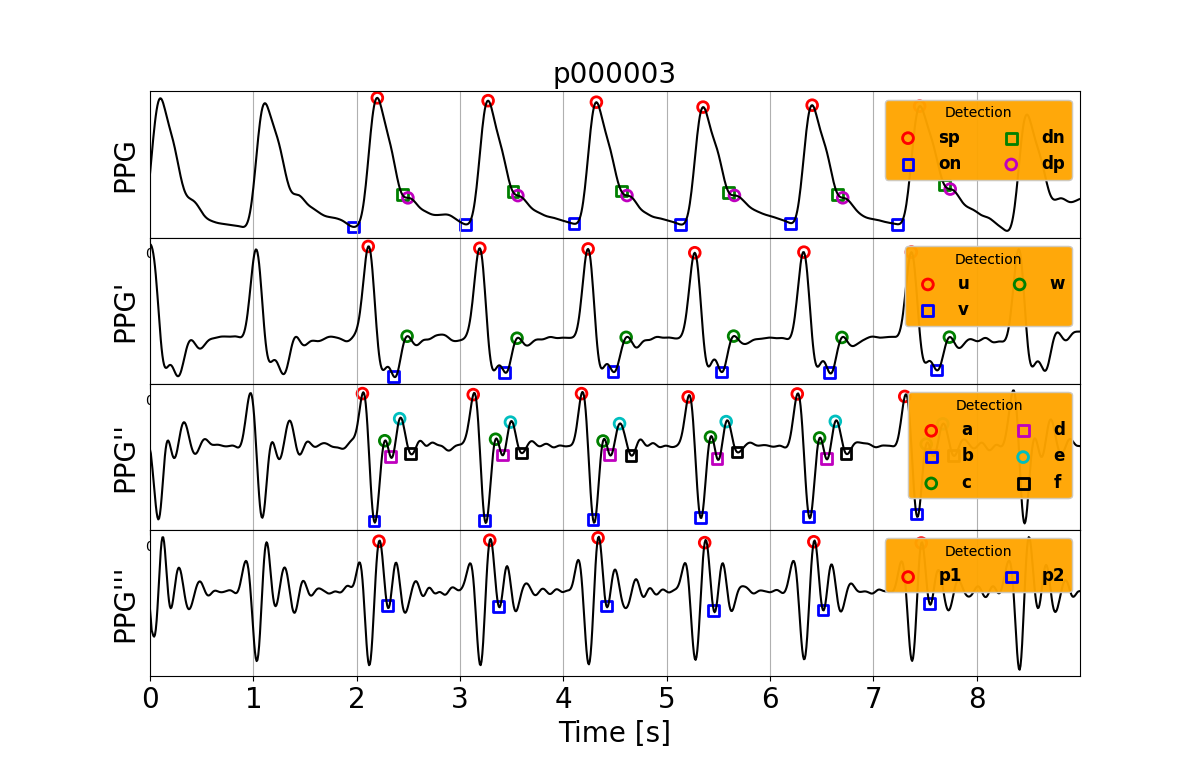 p000003
PPG
Detection
sp dn
on dp
PPG'
Detection
u w
v
PPG''
Detection
a d
b e
c f
PPG'''
Detection
p1 p2
0 1 2 3 4 5 6 7 8
Time [s]